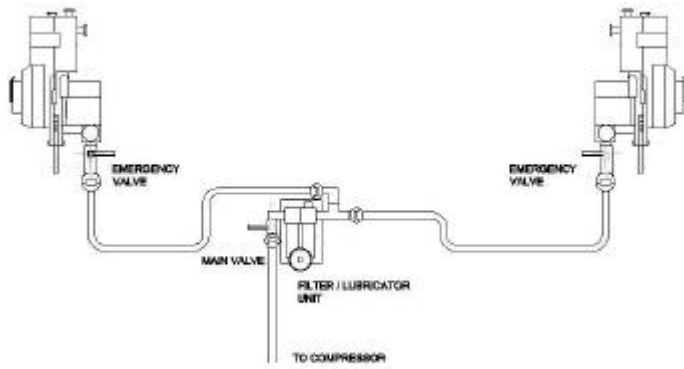 EMERGENCY
VALVE
EMERGENCY
VALVE
MAIN VALVE
FILTER / LUBRICATOR
UNIT
TO COMPRESSOR